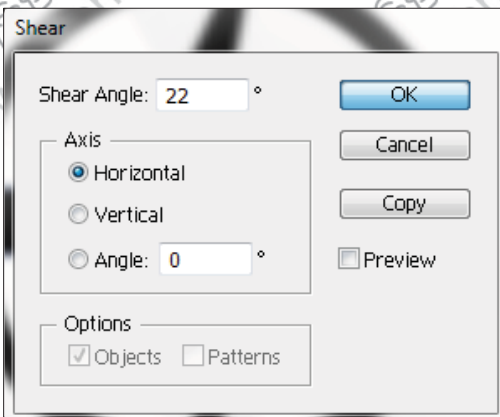 Shear
Shear Angle: 22 °
OK
Axis
Cancel
Horizontal
Vertical
Copy
Angle: 0 °
Preview
Options
Objects Patterns